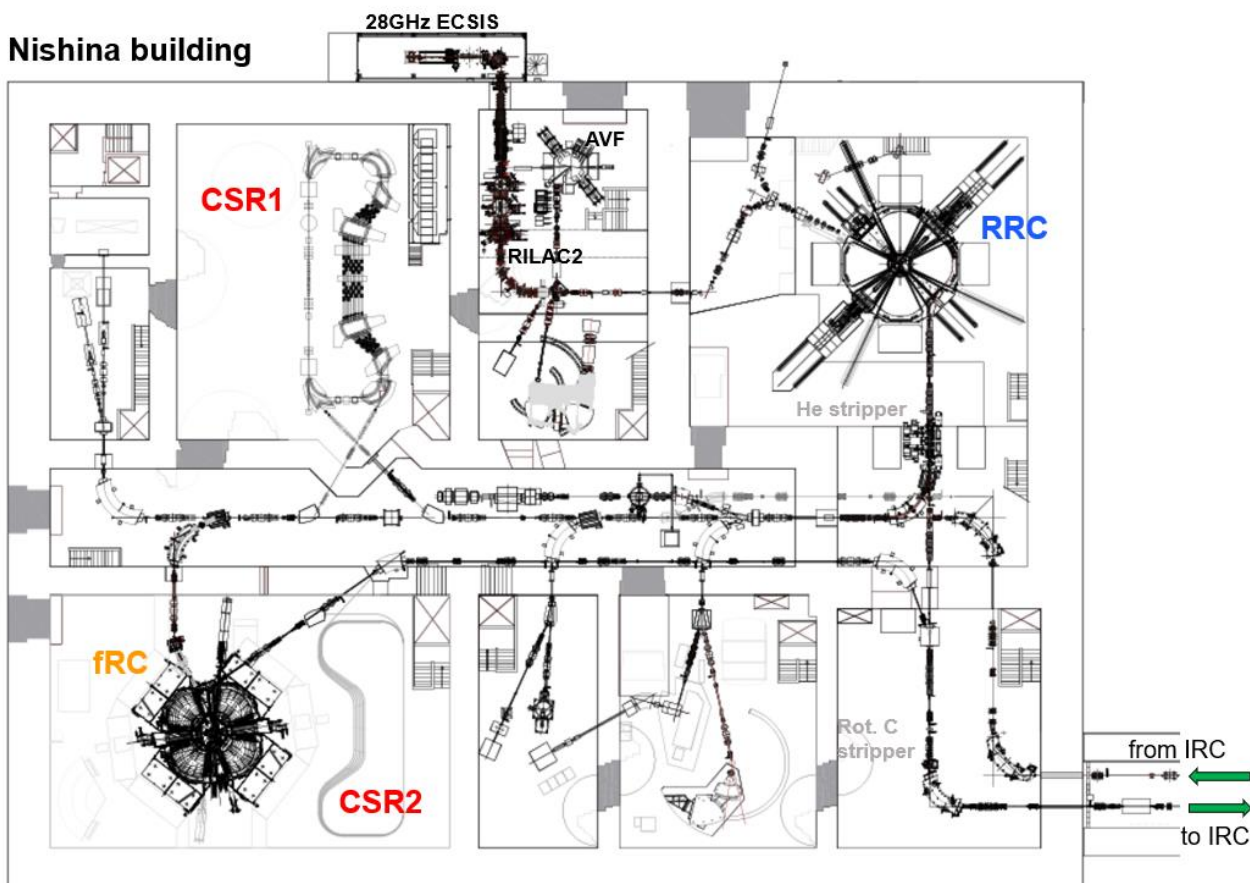 28GHz ECSIS
Nishina building
AVF
CSR1
RRC
RILAC2
He stripper
fRC
Rot. C
stripper
from IRC
CSR2
to IRC